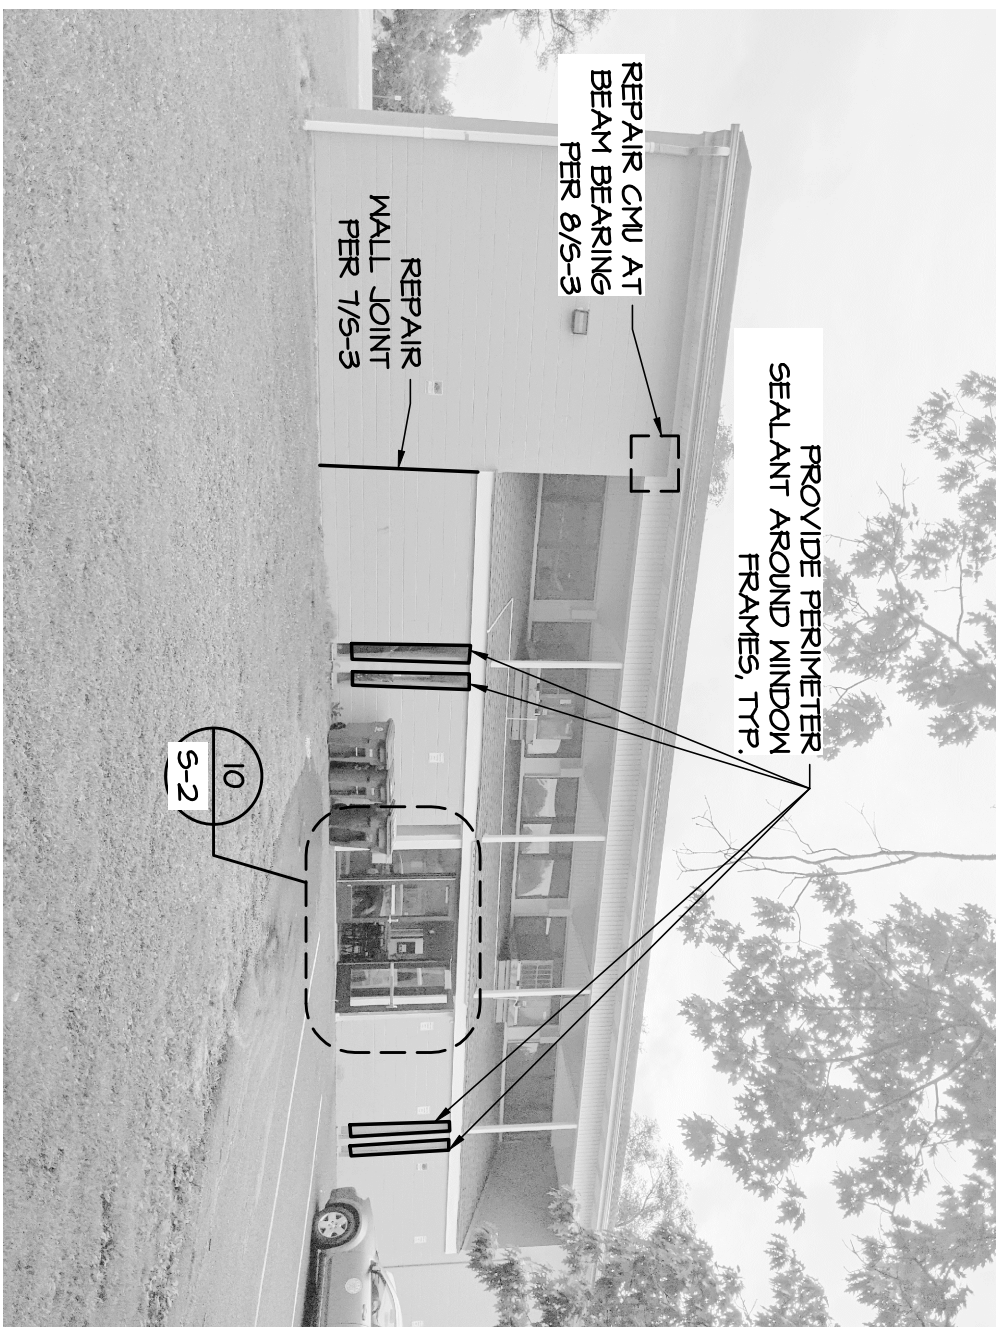 REPAIR CMU AT
BEAM BEARING
PER 8/S-3
REPAIR
WALL JOINT
PER 7/S-3
PROVIDE PERIMETER
SEALANT AROUND WINDOW
FRAMES, TYP.
10
S-2